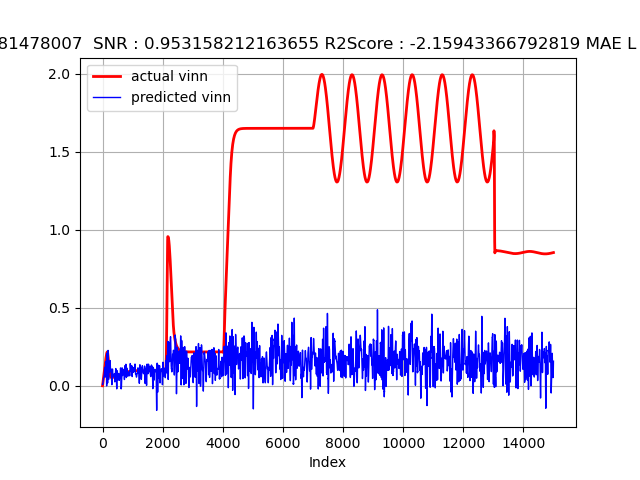 81478007 SNR : 0.953158212163655 R2Score : -2.15943366792819 MAE L
actual vinn
predicted vinn
2.0
1.5
1.0
0.5
0.0
0 2000 4000 6000 8000 10000 12000 14000
Index